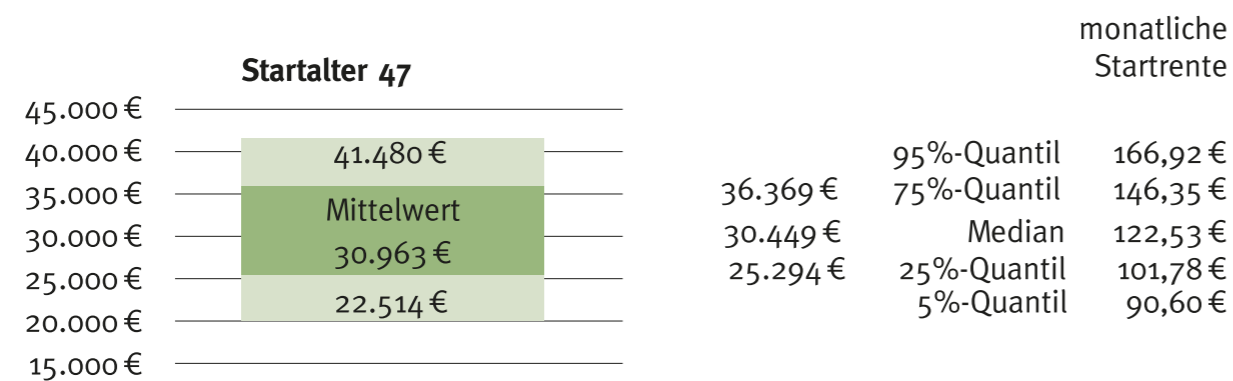 monatliche
Startalter 47 Startrente
45.000 €
40.000 € 41.480 € 95%-Quantil 166,92 €
35.000 € 36.369 € 75%-Quantil 146,35 €
Mittelwert
30.000 € 30.449 € Median 122,53 €
30.963 €
25.000 € 25.294 € 25%-Quantil 101,78 €
22.514 € 5%-Quantil 90,60 €
20.000 €
15.000 €